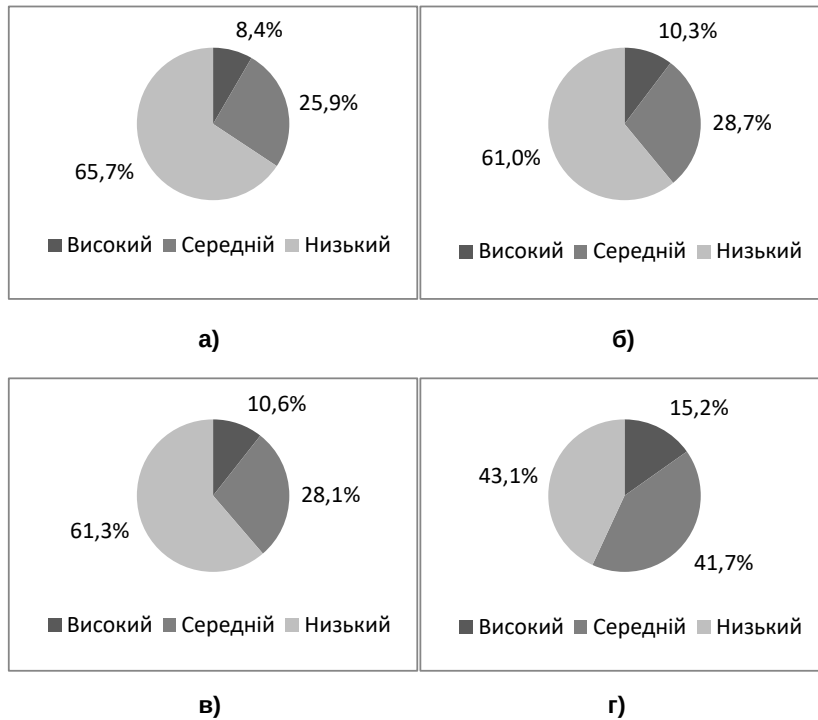 8,4%
25,9%
65,7%
Високий Середній Низький
а)
10,3%
28,7%
61,0%
Високий Середній Низький
б)
10,6%
28,1%
61,3%
Високий Середній Низький
в)
15,2%
43,1%
41,7%
Високий Середній Низький
г)